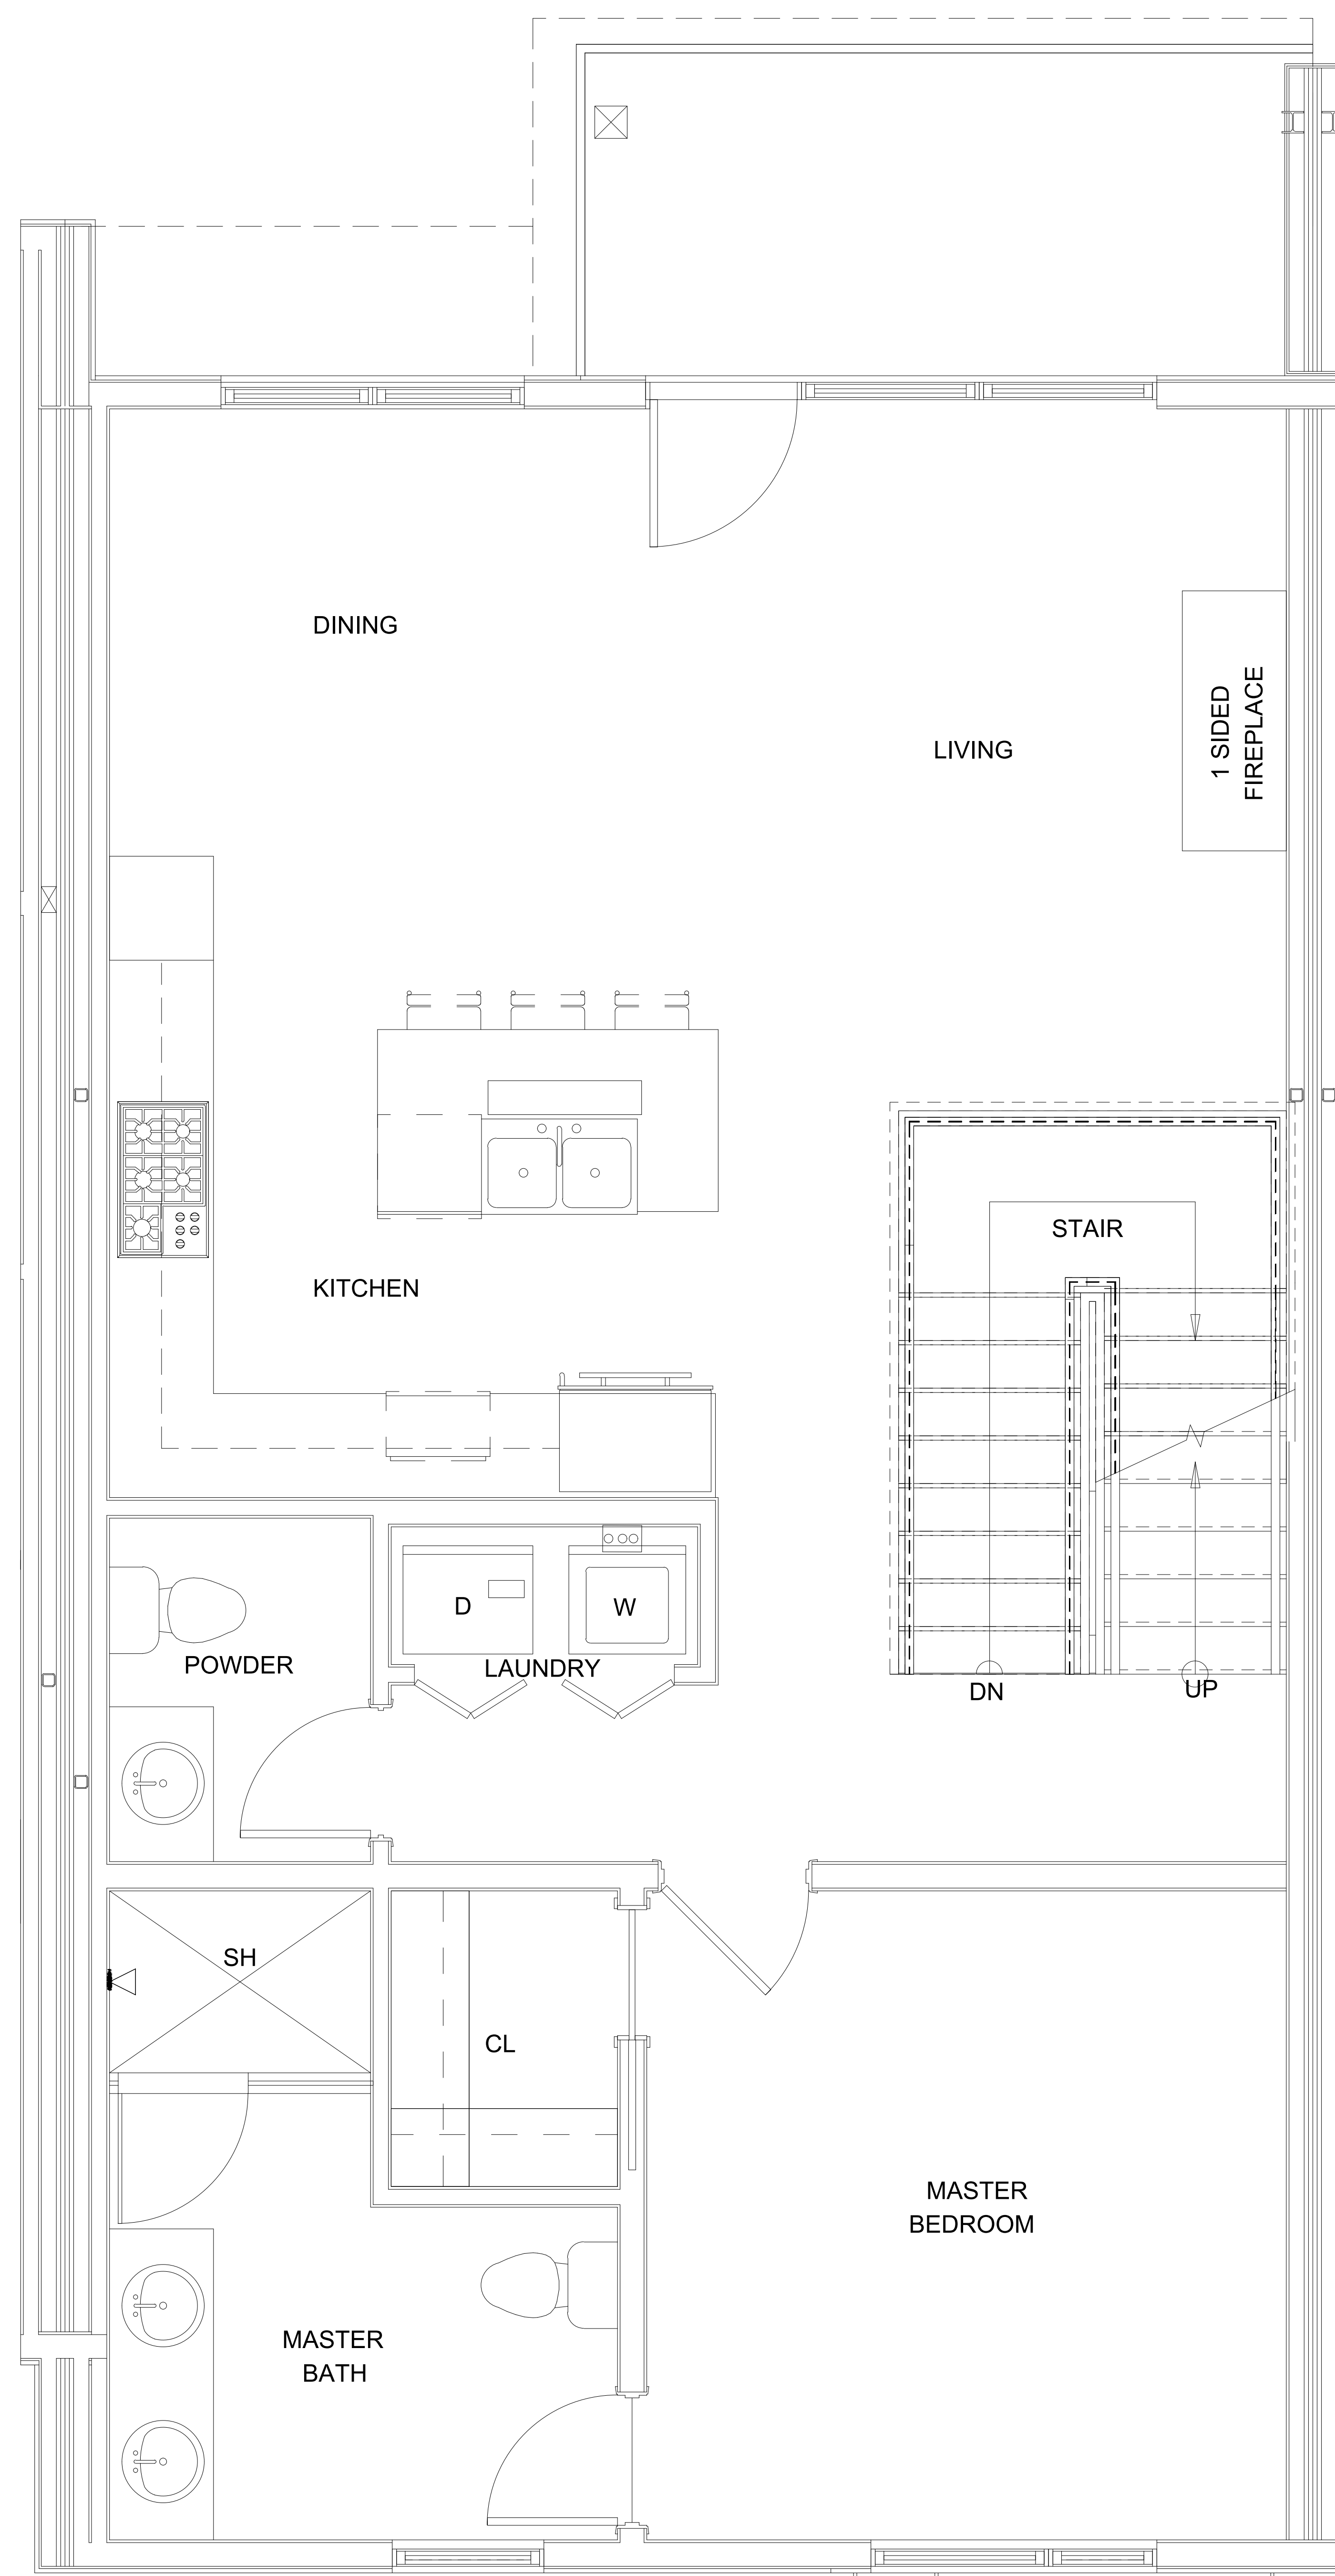 DINING
LIVING
1 SIDED
FIREPLACE
STAIR
KITCHEN
D
W
POWDER
LAUNDRY
DN
UP
SH
CL
MASTER
BEDROOM
MASTER
BATH